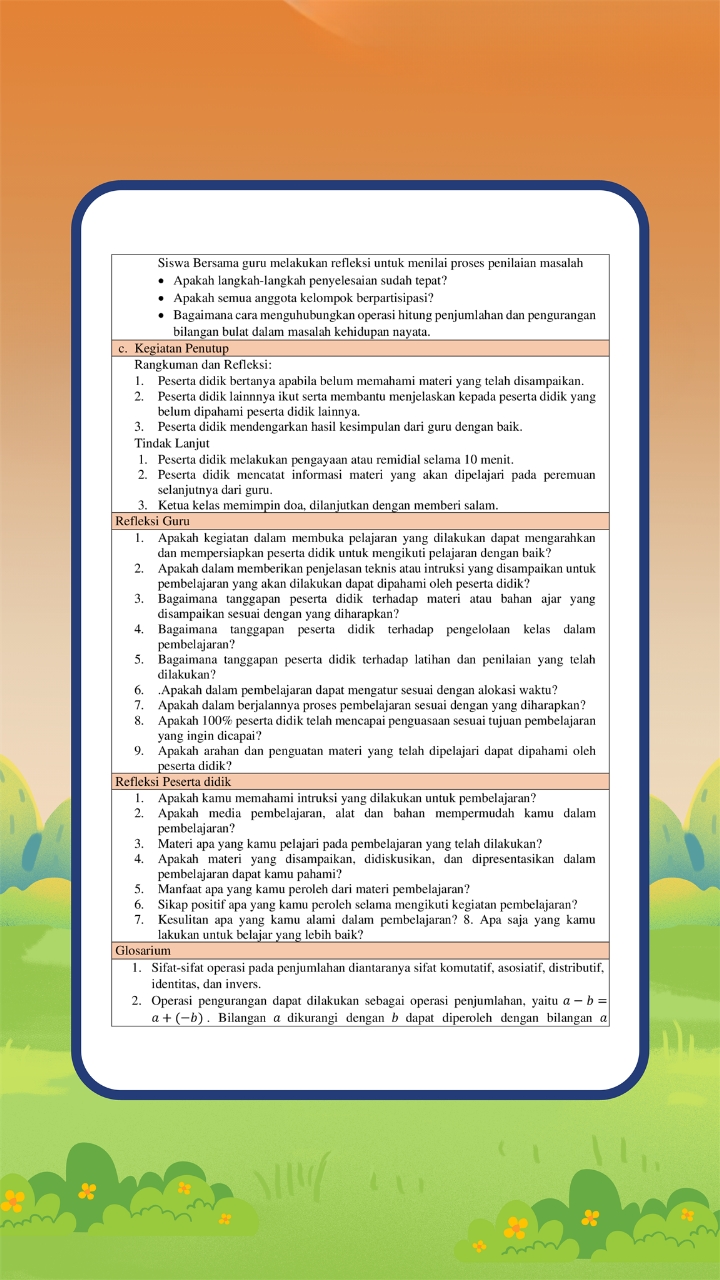 Siswa Bersama guru melakukan refleksi untuk menilai proses penilaian masalah
• Apakah langkah-langkah penyelesaian sudah tepat?
• Apakah semua anggota kelompok berpartisipasi?
• Bagaimana cara menguhubungkan operasi hitung penjumlahan dan pengurangan
bilangan bulat dalam masalah kehidupan nayata.
c. Kegiatan Penutup
Rangkuman dan Refleksi:
1. Peserta didik bertanya apabila belum memahami materi yang telah disampaikan.
2. Peserta didik lainnnya ikut serta membantu menjelaskan kepada peserta didik yang
belum dipahami peserta didik lainnya.
3. Peserta didik mendengarkan hasil kesimpulan dari guru dengan baik.
Tindak Lanjut
1. Peserta didik melakukan pengayaan atau remidial selama 10 menit.
2. Peserta didik mencatat informasi materi yang akan dipelajari pada peremuan
selanjutnya dari guru.
3. Ketua kelas memimpin doa, dilanjutkan dengan memberi salam.
Refleksi Guru
1. Apakah kegiatan dalam membuka pelajaran yang dilakukan dapat mengarahkan
dan mempersiapkan peserta didik untuk mengikuti pelajaran dengan baik?
2. Apakah dalam memberikan penjelasan teknis atau intruksi yang disampaikan untuk
pembelajaran yang akan dilakukan dapat dipahami oleh peserta didik?
3. Bagaimana tanggapan peserta didik terhadap materi atau bahan ajar yang
disampaikan sesuai dengan yang diharapkan?
4. Bagaimana tanggapan peserta didik terhadap pengelolaan kelas dalam
pembelajaran?
5. Bagaimana tanggapan peserta didik terhadap latihan dan penilaian yang telah
dilakukan?
6. .Apakah dalam pembelajaran dapat mengatur sesuai dengan alokasi waktu?
7. Apakah dalam berjalannya proses pembelajaran sesuai dengan yang diharapkan?
8. Apakah 100% peserta didik telah mencapai penguasaan sesuai tujuan pembelajaran
yang ingin dicapai?
9. Apakah arahan dan penguatan materi yang telah dipelajari dapat dipahami oleh
peserta didik?
Refleksi Peserta didik
1. Apakah kamu memahami intruksi yang dilakukan untuk pembelajaran?
2. Apakah media pembelajaran, alat dan bahan mempermudah kamu dalam
pembelajaran?
3. Materi apa yang kamu pelajari pada pembelajaran yang telah dilakukan?
4. Apakah materi yang disampaikan, didiskusikan, dan dipresentasikan dalam
pembelajaran dapat kamu pahami?
5. Manfaat apa yang kamu peroleh dari materi pembelajaran?
6. Sikap positif apa yang kamu peroleh selama mengikuti kegiatan pembelajaran?
7. Kesulitan apa yang kamu alami dalam pembelajaran? 8. Apa saja yang kamu
lakukan untuk belajar yang lebih baik?
Glosarium
1. Sifat-sifat operasi pada penjumlahan diantaranya sifat komutatif, asosiatif, distributif,
identitas, dan invers.
2. Operasi pengurangan dapat dilakukan sebagai operasi penjumlahan, yaitu a − b =
a + (−b) . Bilangan a dikurangi dengan b dapat diperoleh dengan bilangan a